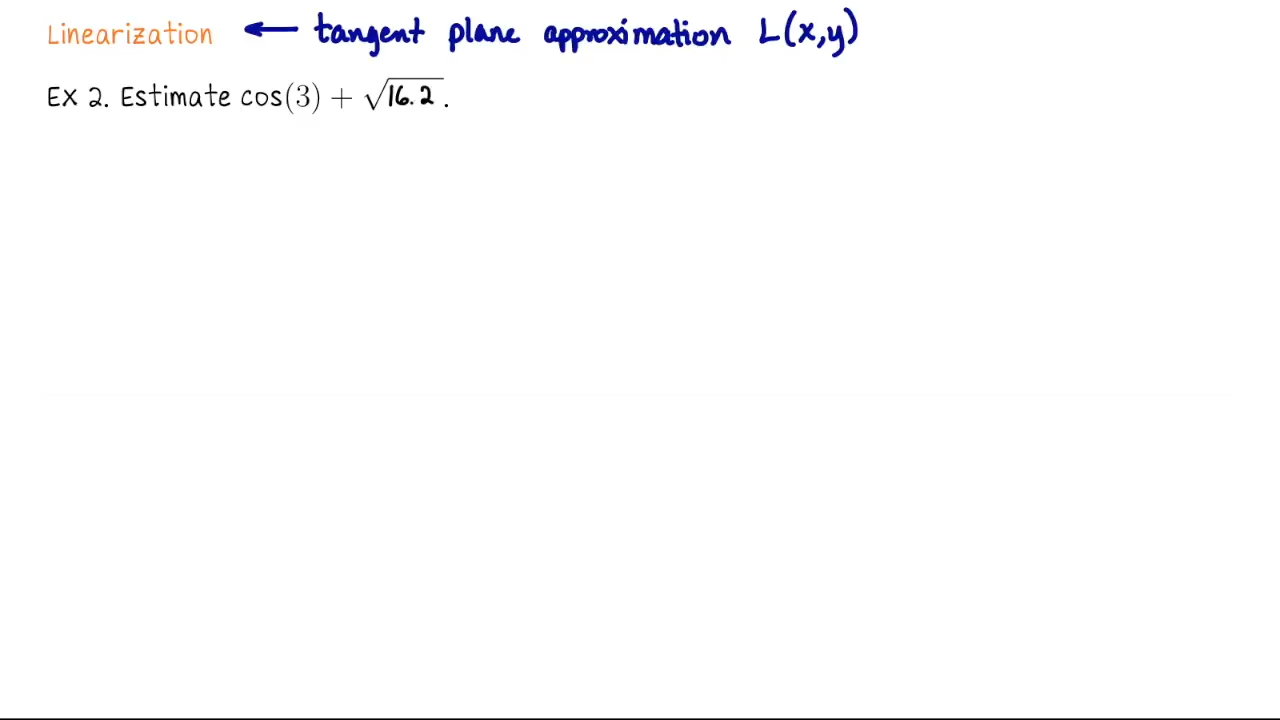 Linearization ← tangent plane approximation L(x,y)
Ex 2. Estimate cos(3) + √16.2.